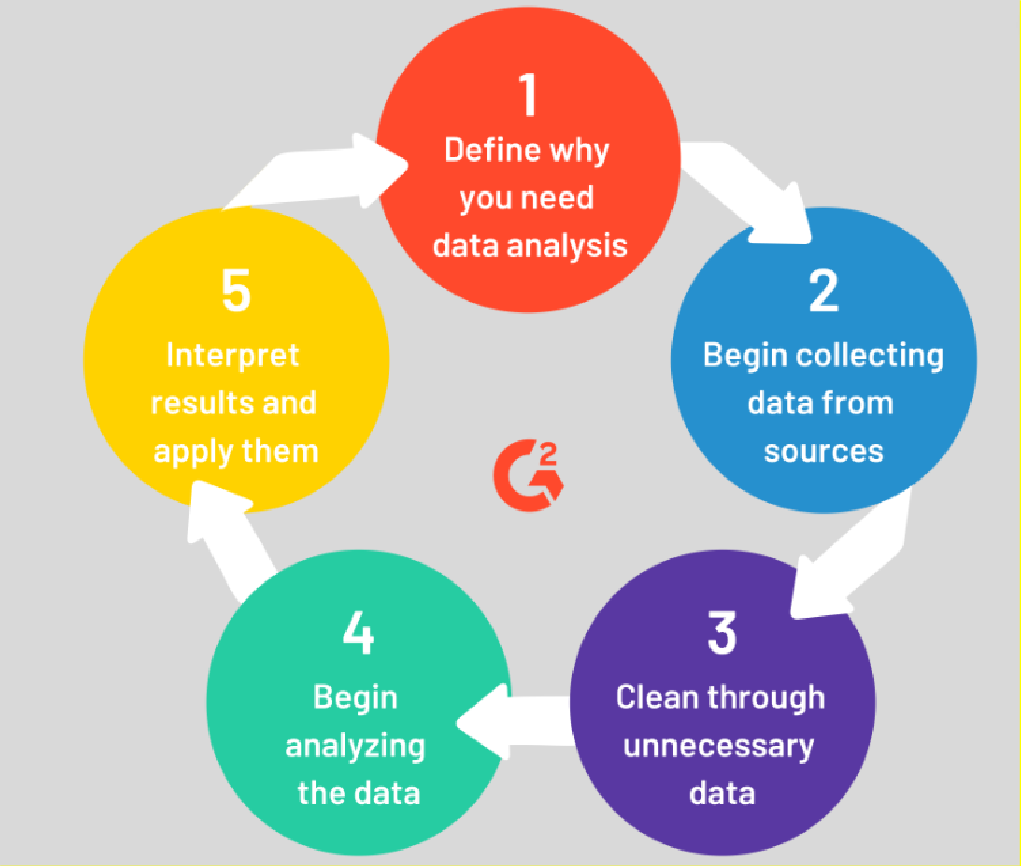 1
Define why
you need
data analysis
2
Begin collecting
data from
sources
3
Clean through
unnecessary
data
4
Begin
analyzing
the data
5
Interpret
results and
apply them
G2